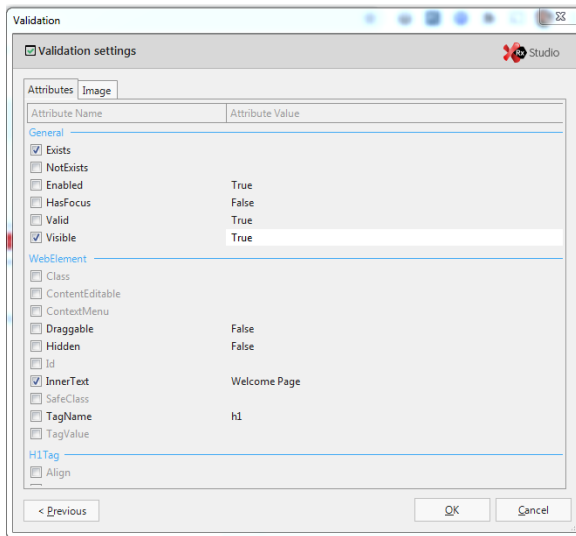 Validation
Validation settings
Rx Studio
Attributes Image
Attribute Name Attribute Value
General
Exists
NotExists
Enabled True
HasFocus False
Valid True
Visible True
WebElement
Class
ContentEditable
ContextMenu
Draggable False
Hidden False
Id
InnerText Welcome Page
SafeClass
TagName h1
TagValue
H1Tag
Align
< Previous OK Cancel